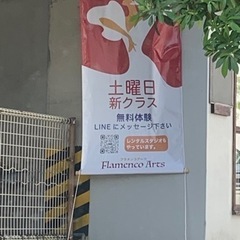 土曜日
新クラス
無料体験
LINEにメッセージ下さい
レンタルスタジオも
やっています。
Flamenco Arts